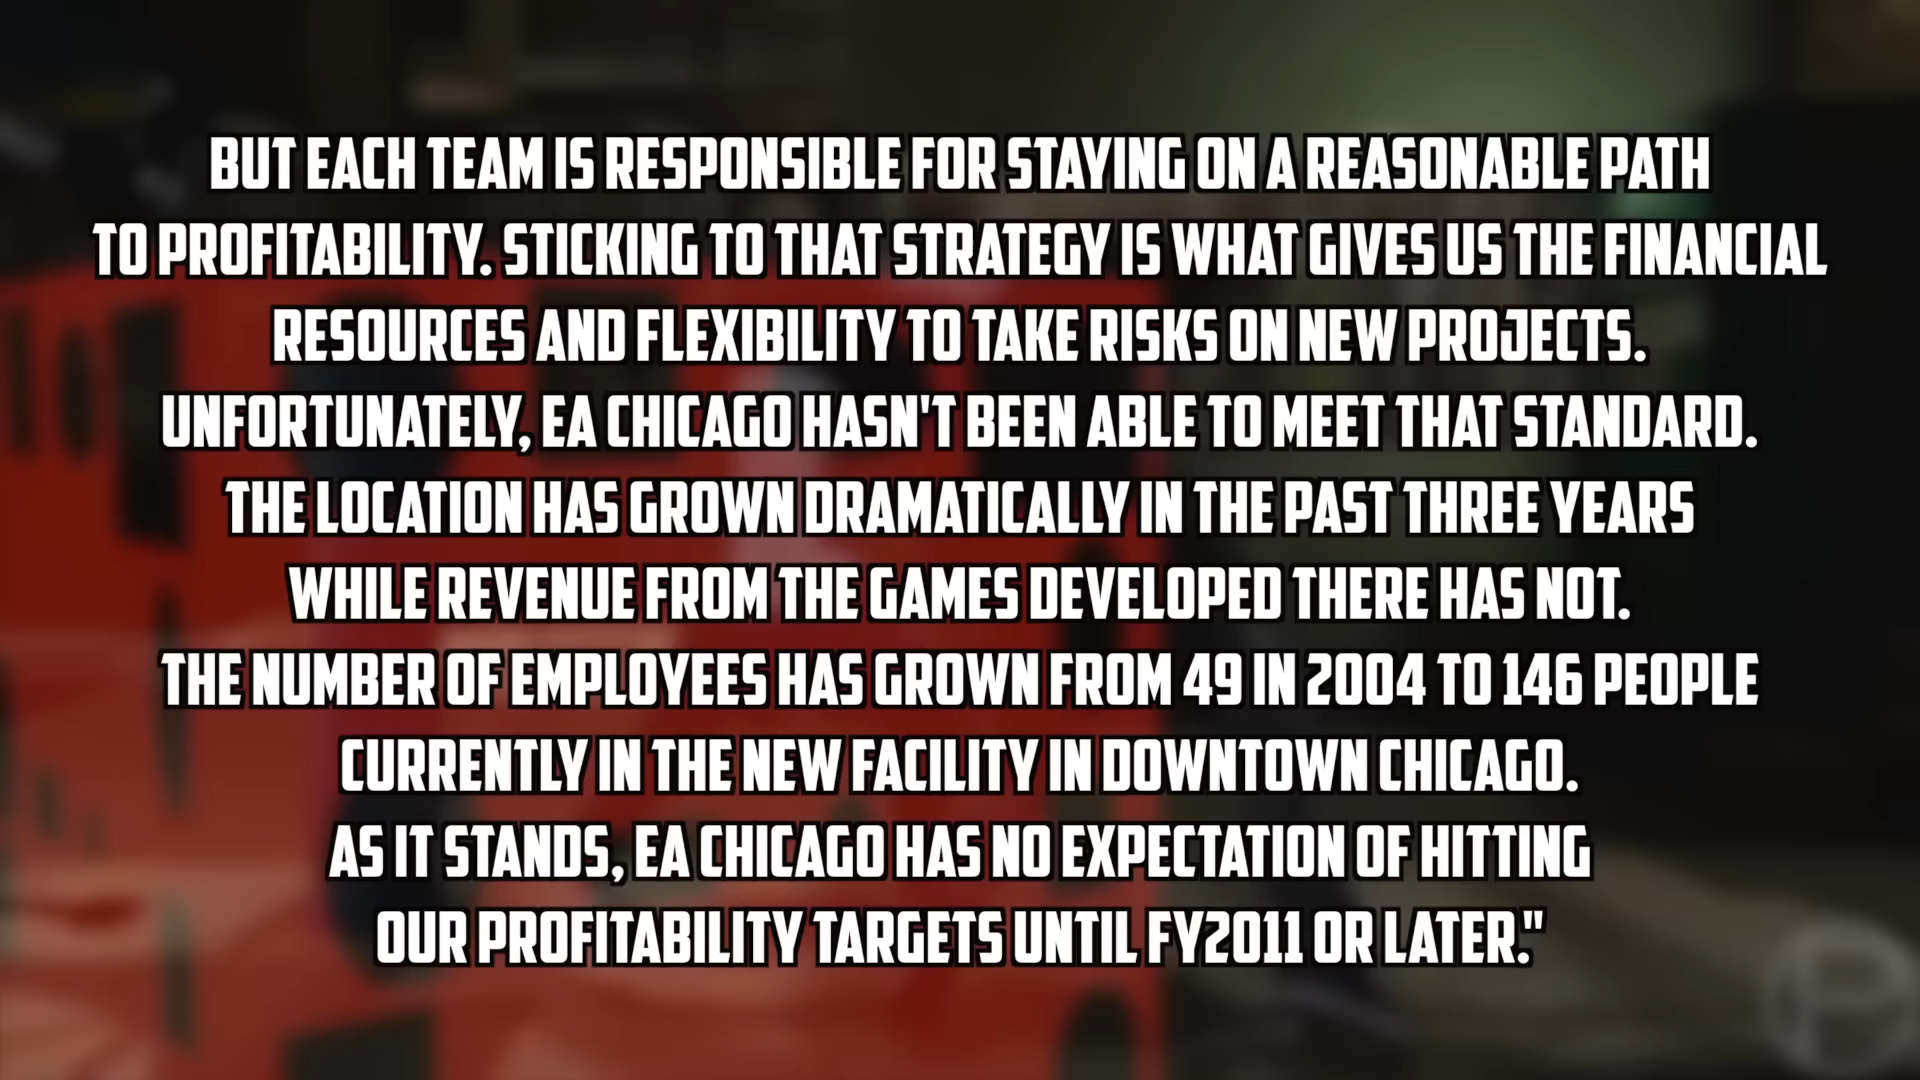 BUT EACH TEAM IS RESPONSIBLE FOR STAYING ON A REASONABLE PATH
TO PROFITABILITY. STICKING TO THAT STRATEGY IS WHAT GIVES US THE FINANCIAL
RESOURCES AND FLEXIBILITY TO TAKE RISKS ON NEW PROJECTS.
UNFORTUNATELY, EA CHICAGO HASN'T BEEN ABLE TO MEET THAT STANDARD.
THE LOCATION HAS GROWN DRAMATICALLY IN THE PAST THREE YEARS
WHILE REVENUE FROM THE GAMES DEVELOPED THERE HAS NOT.
THE NUMBER OF EMPLOYEES HAS GROWN FROM 49 IN 2004 TO 146 PEOPLE
CURRENTLY IN THE NEW FACILITY IN DOWNTOWN CHICAGO.
AS IT STANDS, EA CHICAGO HAS NO EXPECTATION OF HITTING
OUR PROFITABILITY TARGETS UNTIL FY2011 OR LATER."